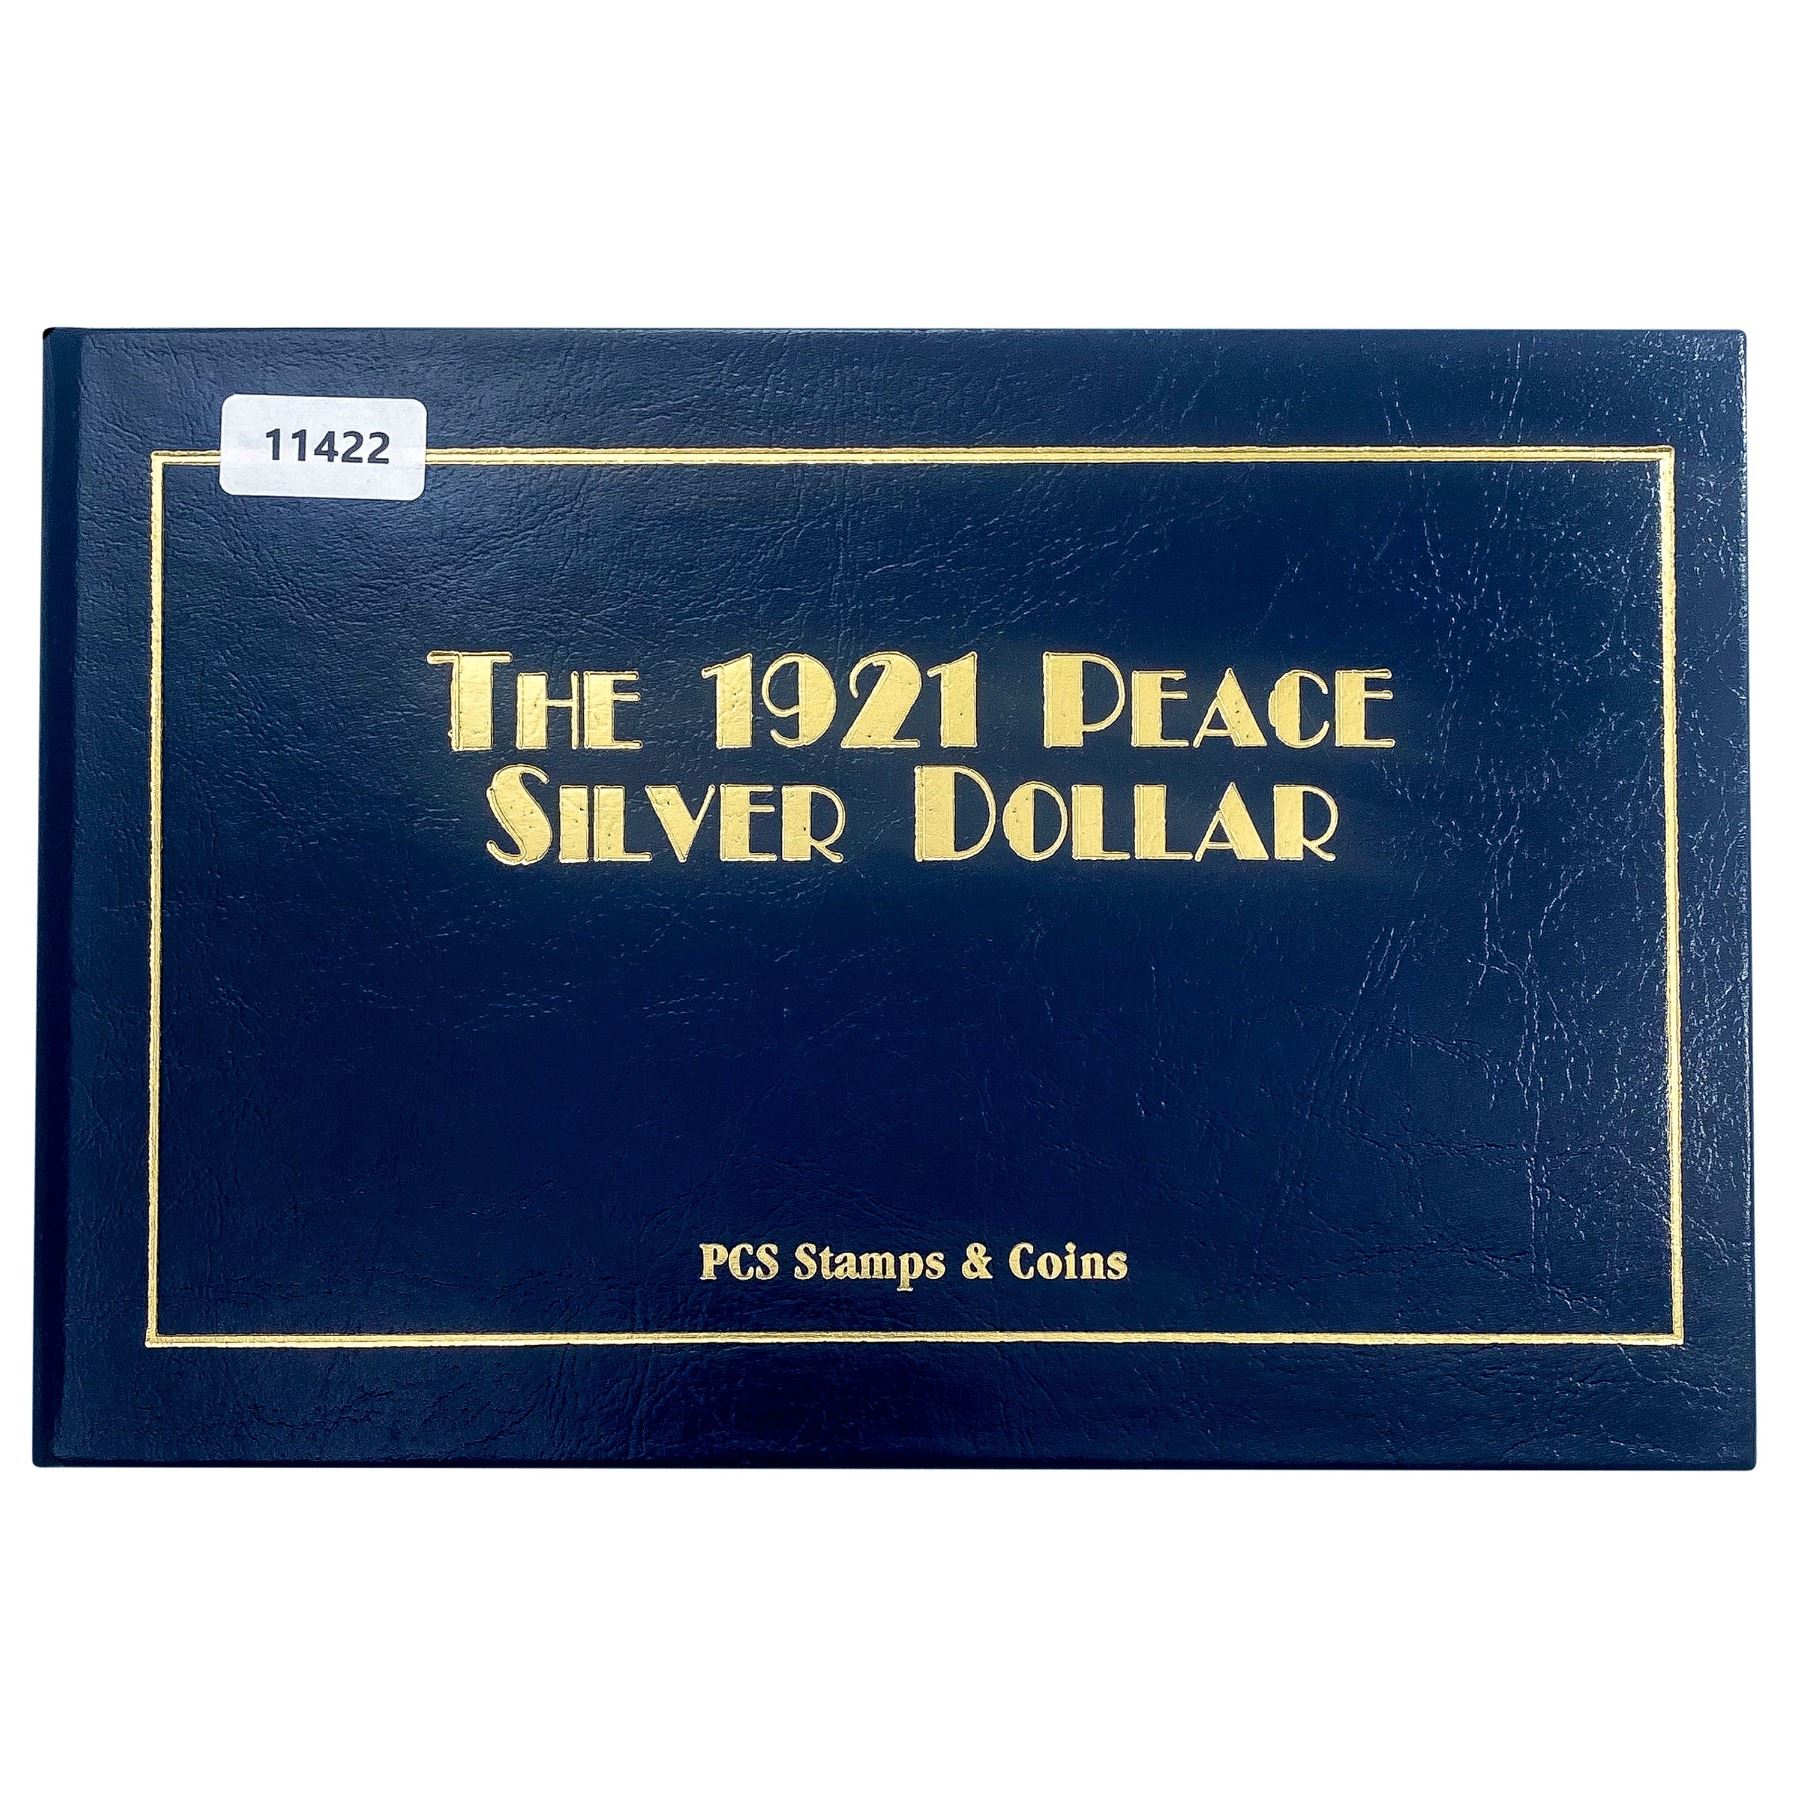 11422
THE 1921 PEACE
SILVER DOLLAR
PCS Stamps & Coins